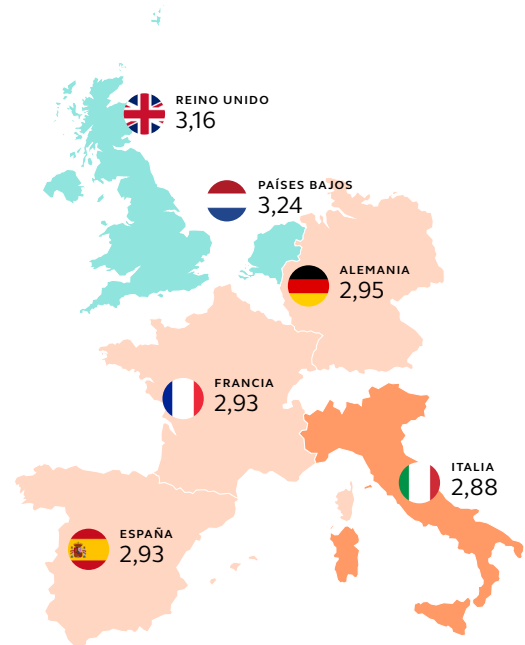 REINO UNIDO
3,16
PAÍSES BAJOS
3,24
ALEMANIA
2,95
FRANCIA
2,93
ITALIA
2,88
ESPAÑA
2,93